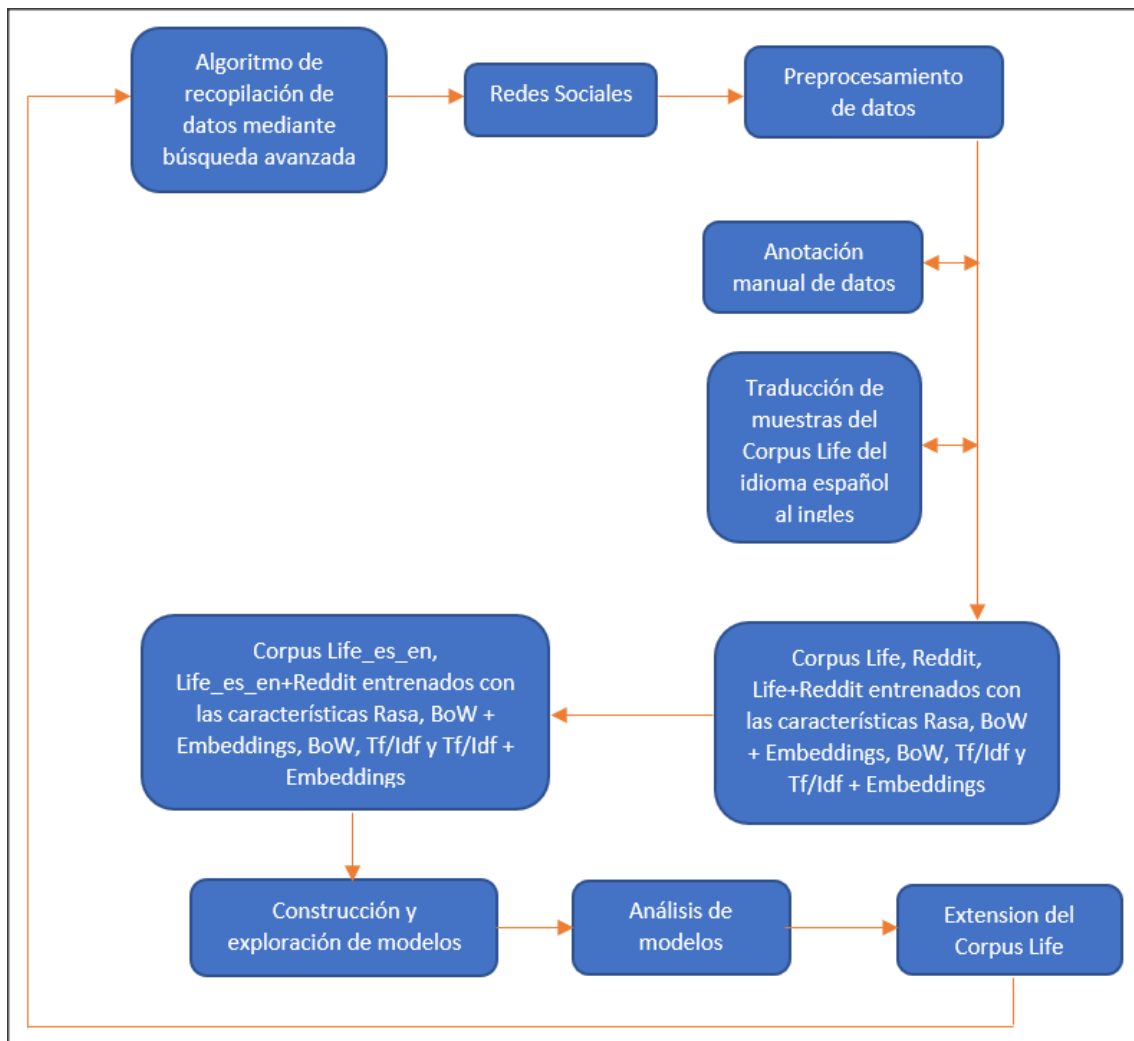 Algoritmo de
recopilación de
datos mediante
búsqueda avanzada
Redes Sociales
Preprocesamiento
de datos
Anotación
manual de datos
Traducción de
muestras del
Corpus Life del
idioma español
al ingles
Corpus Life, Reddit,
Life+Reddit entrenados con
las características Rasa, BoW
+ Embeddings, BoW, Tf/Idf y
Tf/Idf + Embeddings
Corpus Life_es_en,
Life_es_en+Reddit entrenados con
las características Rasa, BoW +
Embeddings, BoW, Tf/Idf y Tf/Idf +
Embeddings
Construcción y
exploración de modelos
Análisis de
modelos
Extension del
Corpus Life